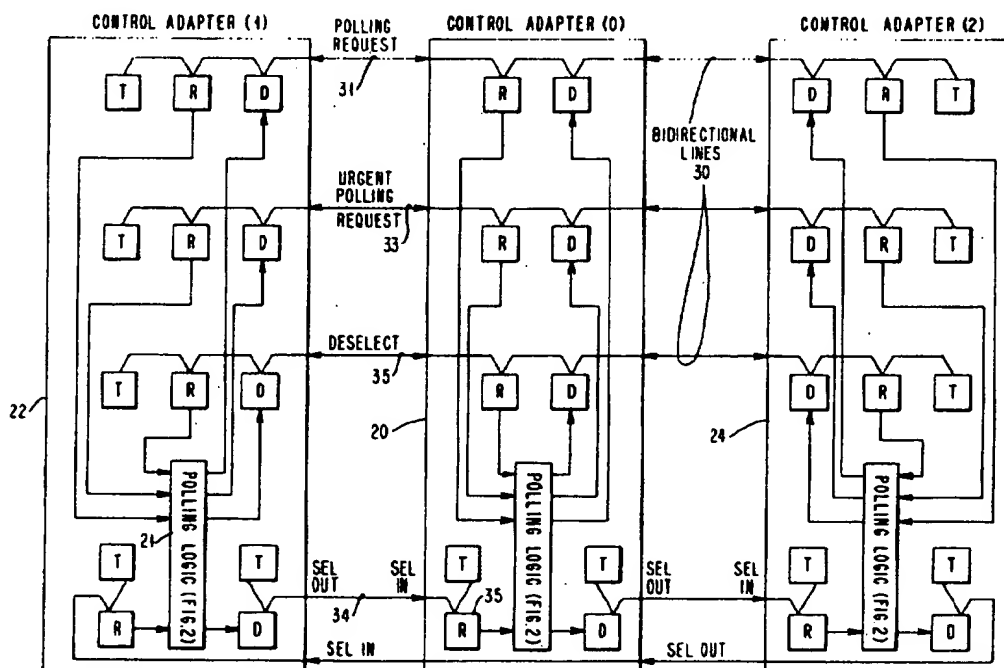 CONTROL ADAPTER (1)
POLLING
REQUEST
31
CONTROL ADAPTER (0)
CONTROL ADAPTER (2)
T
R
D
R
D
D
R
T
BIDIRECTIONAL
LINES
30
URGENT
POLLING
REQUEST
33
T
R
D
R
D
D
R
T
DESELECT
35
T
R
D
R
D
D
R
T
22
20
24
POLLING LOGIC (FIG.2)
21
POLLING LOGIC (FIG.2)
POLLING LOGIC (FIG.2)
T
T
T
T
T
T
SEL
OUT
SEL
IN
SEL
OUT
SEL
IN
34
35
R
D
R
D
R
D
SEL IN
SEL OUT